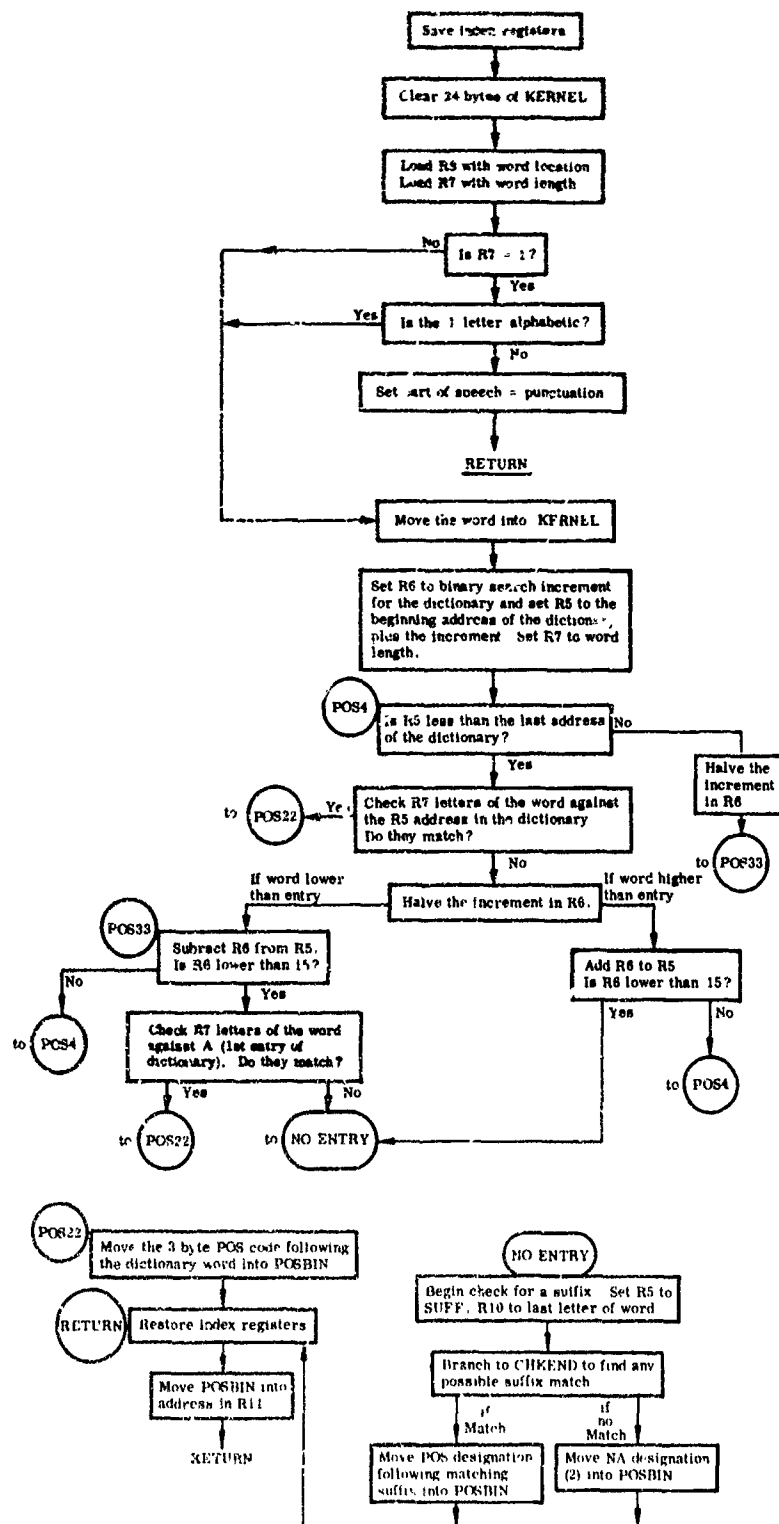 Save index registers
Clear 24 bytes of KERNEL
Load R9 with word location
Load R7 with word length
No
Is R7 = 1?
Yes
Yes
Is the 1 letter alphabetic?
No
Set part of speech = punctuation
RETURN
Move the word into KERNEL
Set R6 to binary search increment
for the dictionary and set R5 to the
beginning address of the dictionary,
plus the increment Set R7 to word
length.
POS4
Is R5 less than the last address
of the dictionary?
No
Yes
Halve the
increment
in R6
to POS33
Check R7 letters of the word against
the R5 address in the dictionary
Do they match?
Yes
to POS22
No
If word lower
than entry
Halve the increment in R6.
If word higher
than entry
POS33
Subract R6 from R5.
Is R6 lower than 15?
No
Yes
to POS4
Add R6 to R5
Is R6 lower than 15?
Yes
No
to POS4
Check R7 letters of the word
against A (1st entry of
dictionary). Do they match?
Yes
No
to POS22
to NO ENTRY
POS22
Move the 3 byte POS code following
the dictionary word into POSBIN
RETURN
Restore index registers
Move POSBIN into
address in R11
RETURN
NO ENTRY
Begin check for a suffix Set R5 to
SUFF, R10 to last letter of word
Branch to CHKEND to find any
possible suffix match
if
Match
if
no
Match
Move POS designation
following matching
suffix into POSBIN
Move NA designation
(2) into POSBIN